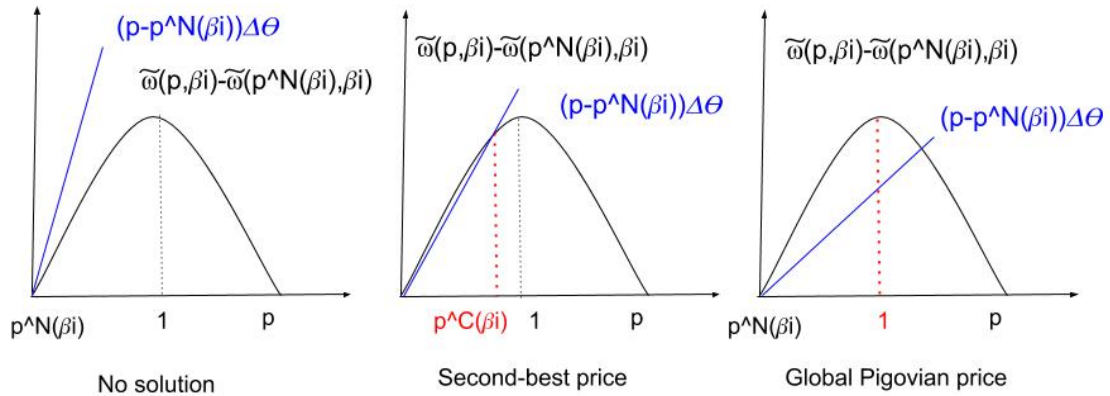 (p-p^N(βi))Δθ
ω̃(p,βi)-ω̃(p^N(βi),βi)
p^N(βi)
1
p
No solution
ω̃(p,βi)-ω̃(p^N(βi),βi)
(p-p^N(βi))Δθ
p^C(βi)
1
p
Second-best price
ω̃(p,βi)-ω̃(p^N(βi),βi)
(p-p^N(βi))Δθ
p^N(βi)
1
p
Global Pigovian price